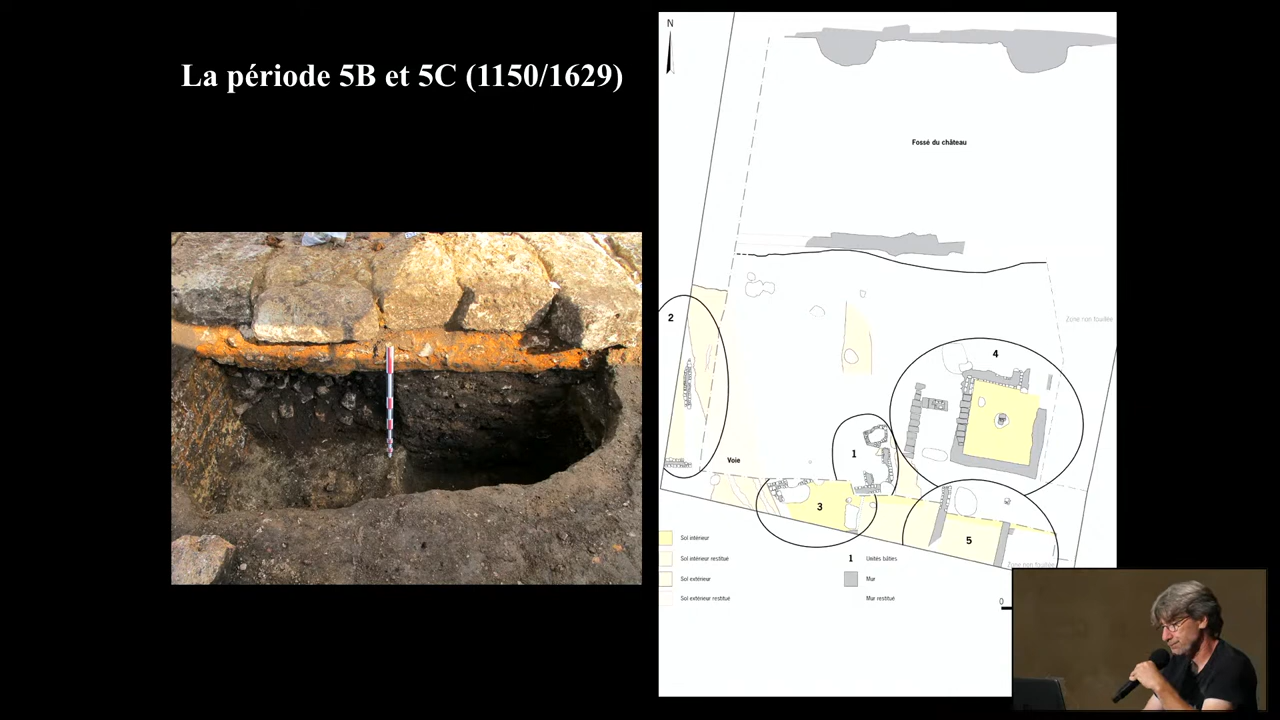 La période 5B et 5C (1150/1629)
N
Fossé du château
2
Zone non fouillée
4
Voie
1
3
5
Sol intérieur
Sol intérieur restitué
Sol extérieur
Sol extérieur restitué
1 Unités bâties
Mur
Mur restitué
Zone non fouillée
0